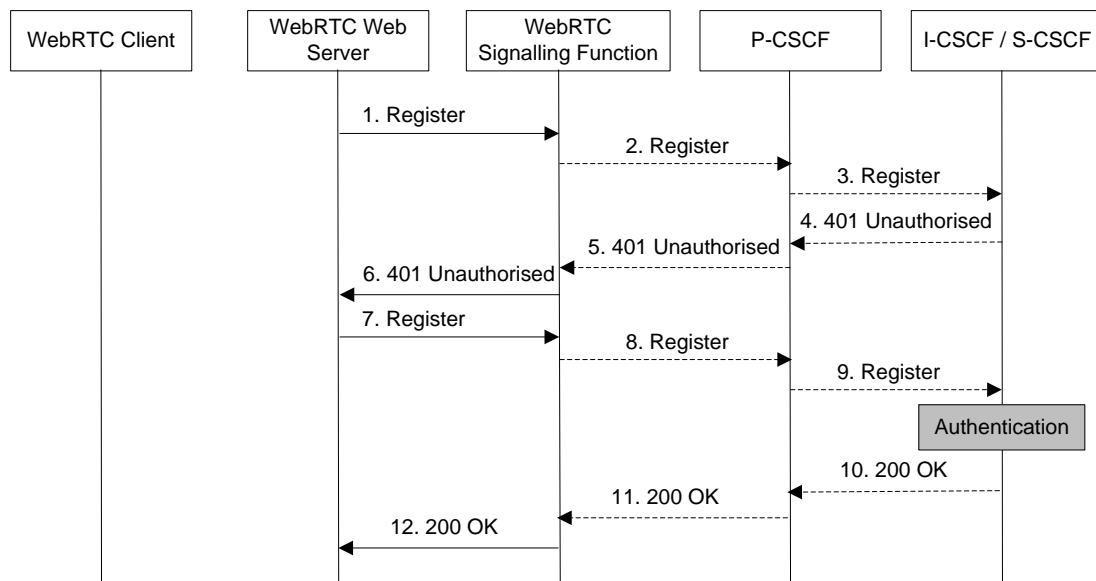 WebRTC Client
WebRTC Web
Server
WebRTC
Signalling Function
P-CSCF
I-CSCF / S-CSCF
1. Register
2. Register
3. Register
4. 401 Unauthorised
5. 401 Unauthorised
6. 401 Unauthorised
7. Register
8. Register
9. Register
Authentication
10. 200 OK
11. 200 OK
12. 200 OK